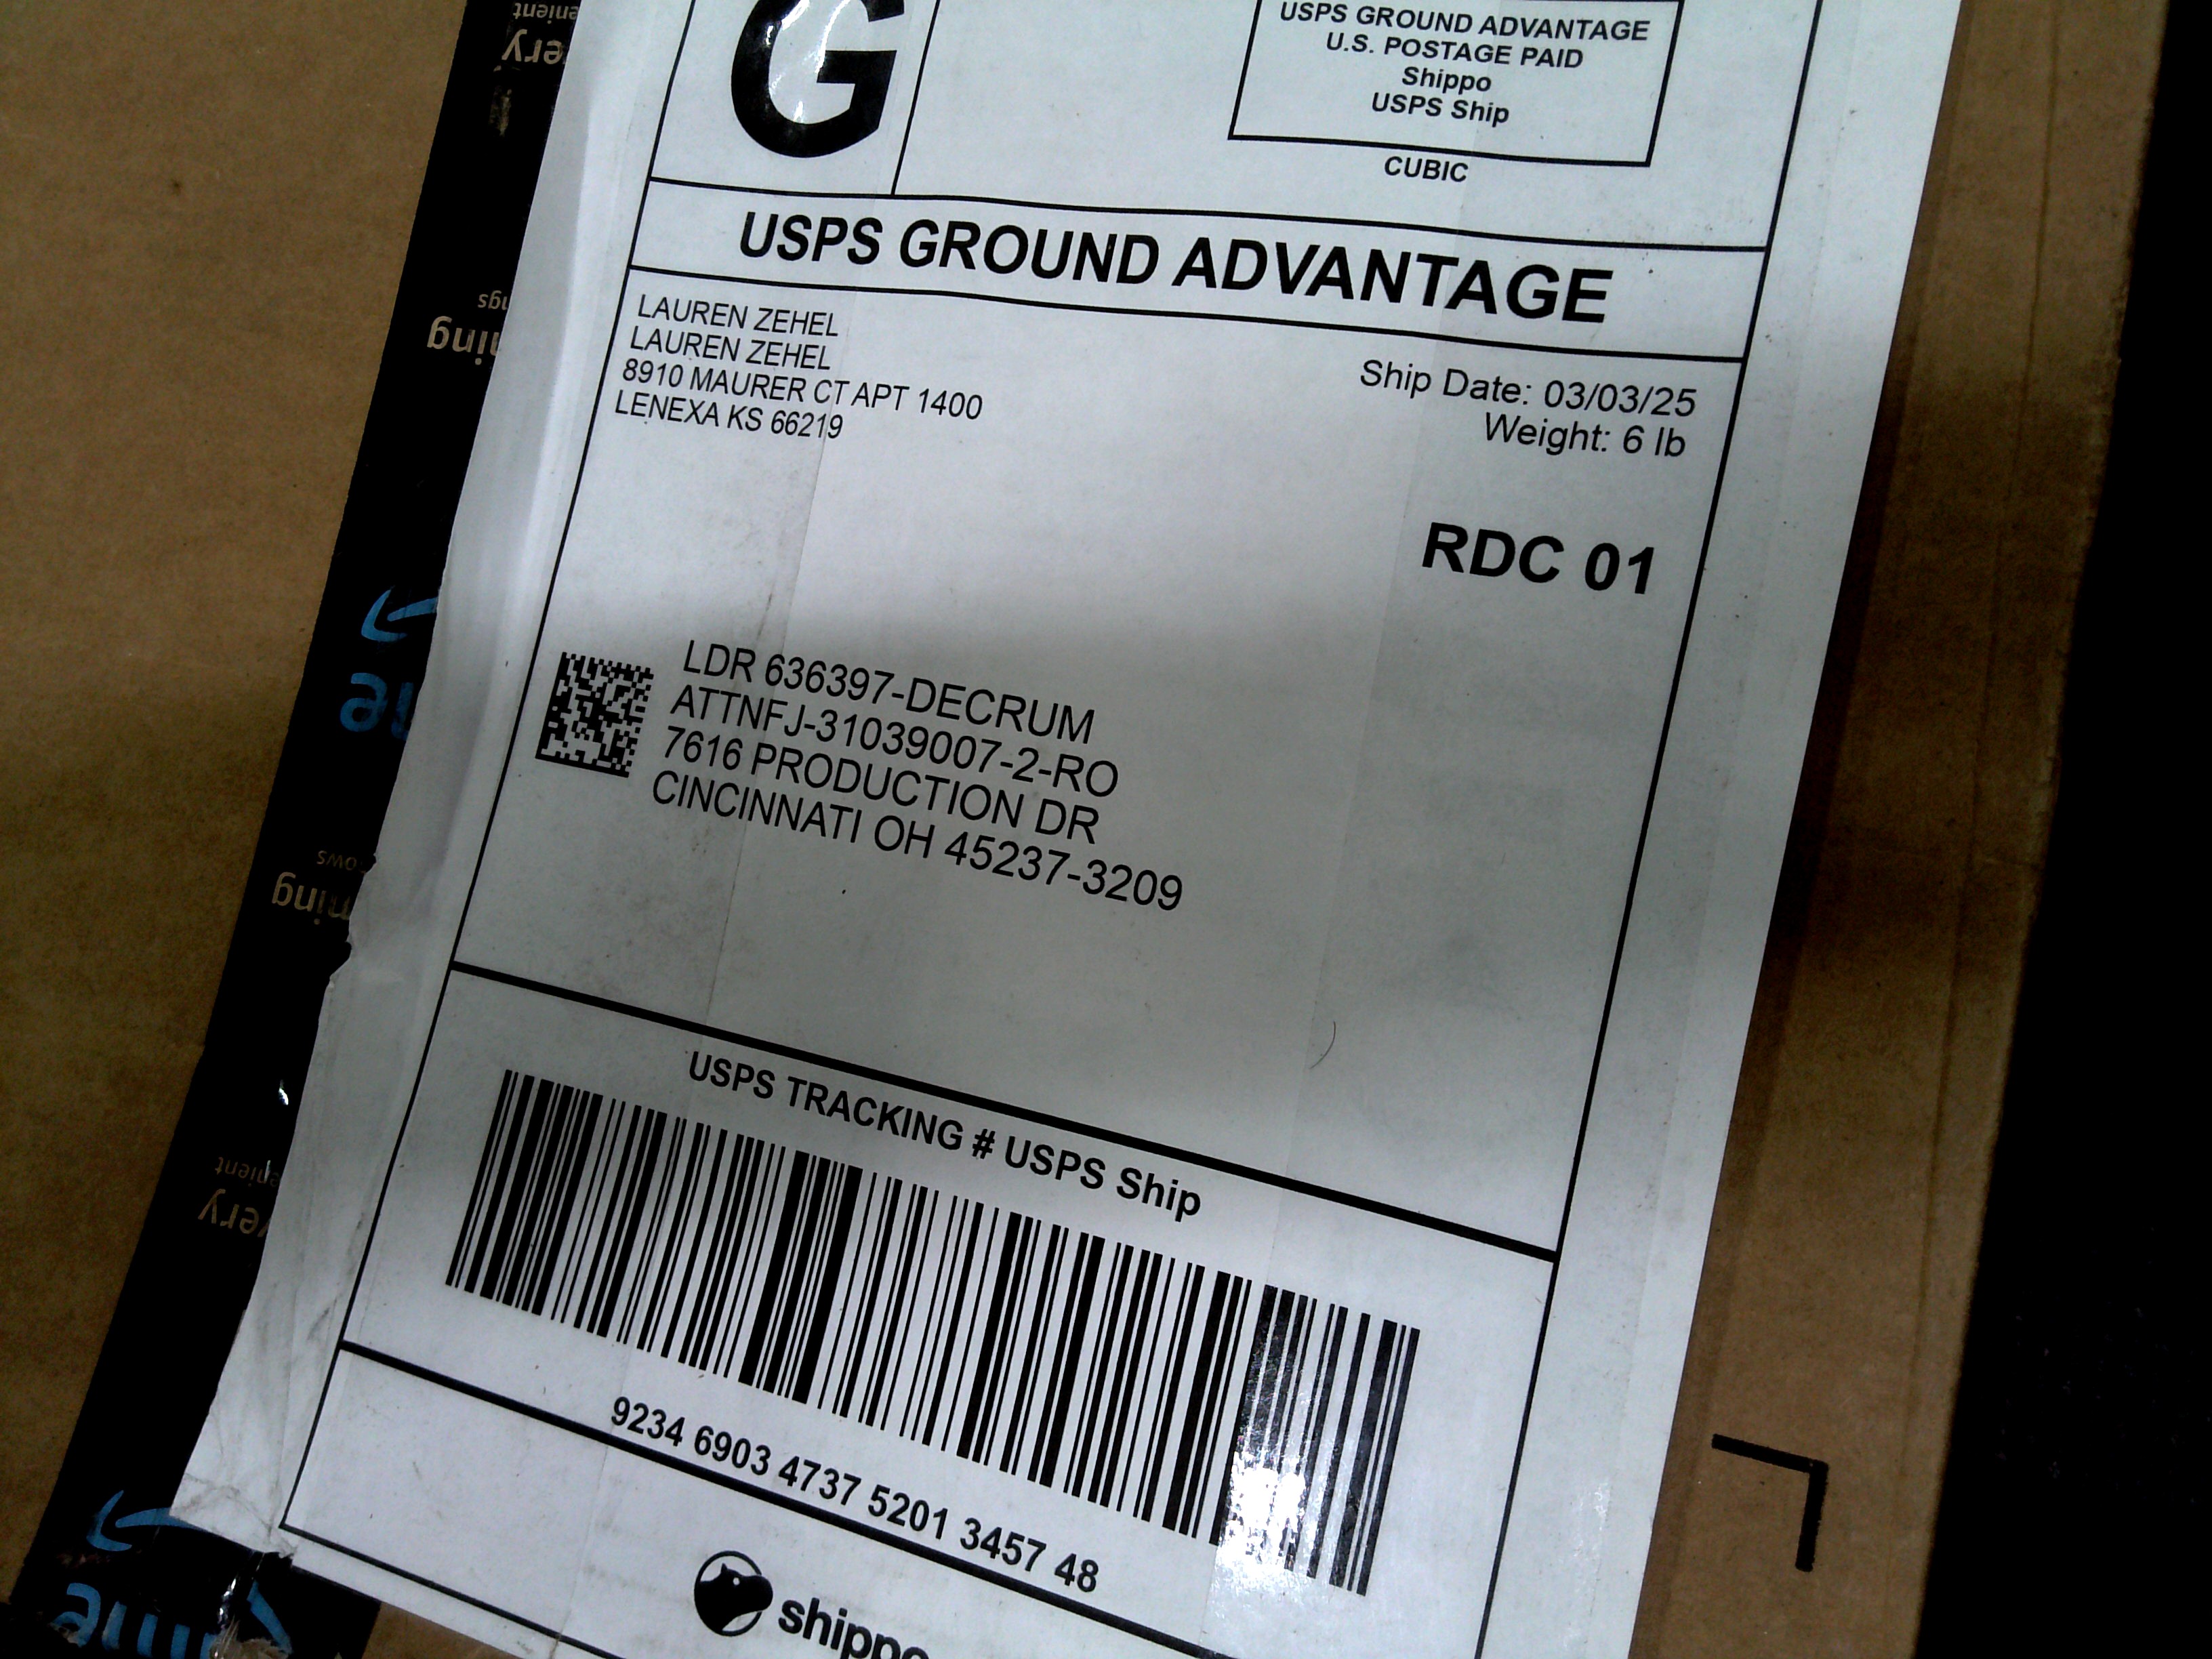 G
USPS GROUND ADVANTAGE
U.S. POSTAGE PAID
Shippo
USPS Ship
CUBIC
USPS GROUND ADVANTAGE
LAUREN ZEHEL
LAUREN ZEHEL
8910 MAURER CT APT 1400
LENEXA KS 66219
Ship Date: 03/03/25
Weight: 6 lb
RDC 01
LDR 636397-DECRUM
ATTNFJ-31039007-2-RO
7616 PRODUCTION DR
CINCINNATI OH 45237-3209
USPS TRACKING # USPS Ship
9234 6903 4737 5201 3457 48
shippo